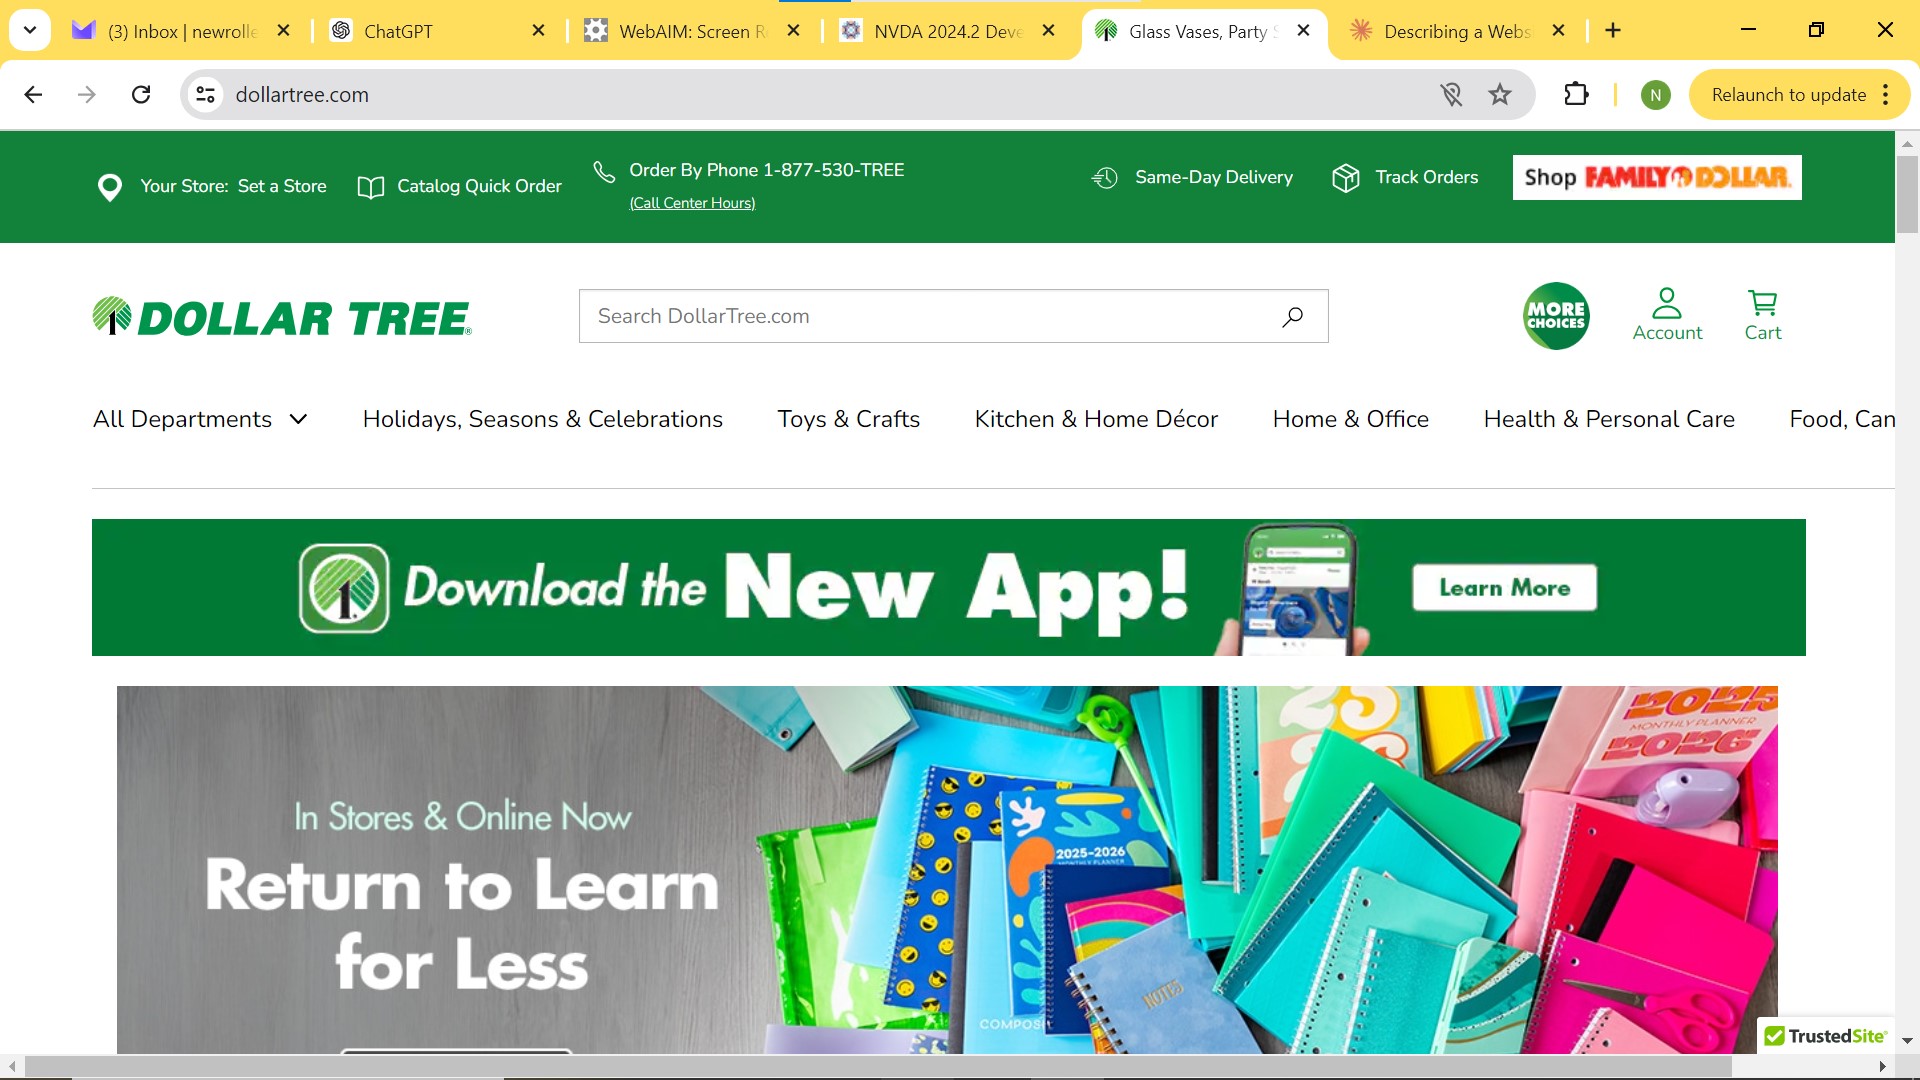 (3) Inbox | newrolle
ChatGPT
WebAIM: Screen R
NVDA 2024.2 Deve
Glass Vases, Party S
Describing a Webs
dollartree.com
N
Relaunch to update
Your Store: Set a Store
Catalog Quick Order
Order By Phone 1-877-530-TREE
(Call Center Hours)
Same-Day Delivery
Track Orders
Shop FAMILY DOLLAR.
DOLLAR TREE®
Search DollarTree.com
MORE
CHOICES
Account
Cart
All Departments
Holidays, Seasons & Celebrations
Toys & Crafts
Kitchen & Home Décor
Home & Office
Health & Personal Care
Food, Can
1
Download the New App!
Learn More
In Stores & Online Now
Return to Learn
for Less
2025-2026
MONTHLY PLANNER
COMPOS
NOTES
25
26
2025
MONTHLY PLANNER
2026
TrustedSite